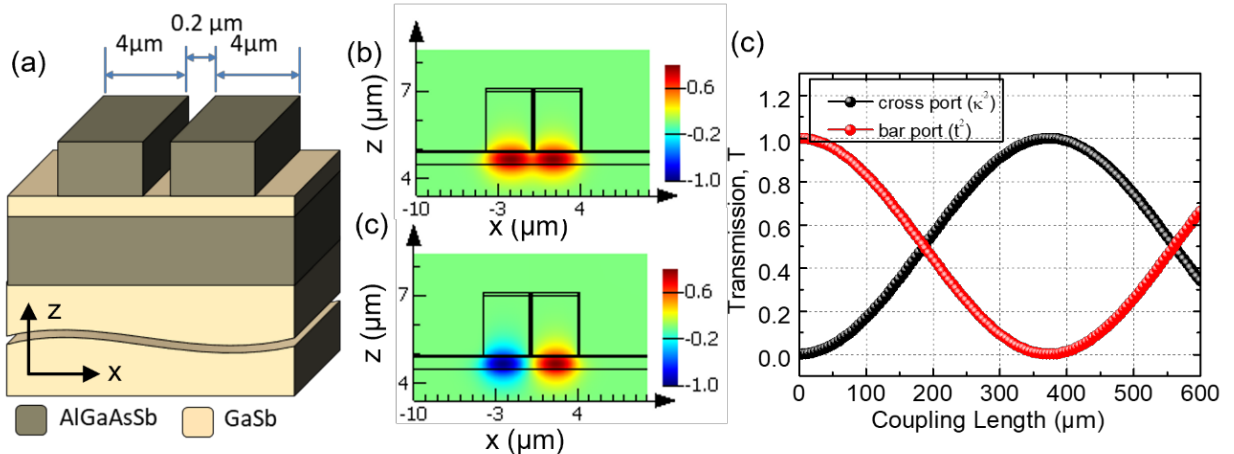 (a)
0.2 μm
4μm 4μm
z
x
AlGaAsSb GaSb
(b)
z (μm)
7
4
-10 -3 4
x (μm)
0.6
-0.2
-1.0
(c)
z (μm)
7
4
-10 -3 4
x (μm)
0.6
-0.2
-1.0
(c)
Transmission, T
1.2
1.0
0.8
0.6
0.4
0.2
0.0
cross port (κ²)
bar port (t²)
0 100 200 300 400 500 600
Coupling Length (μm)